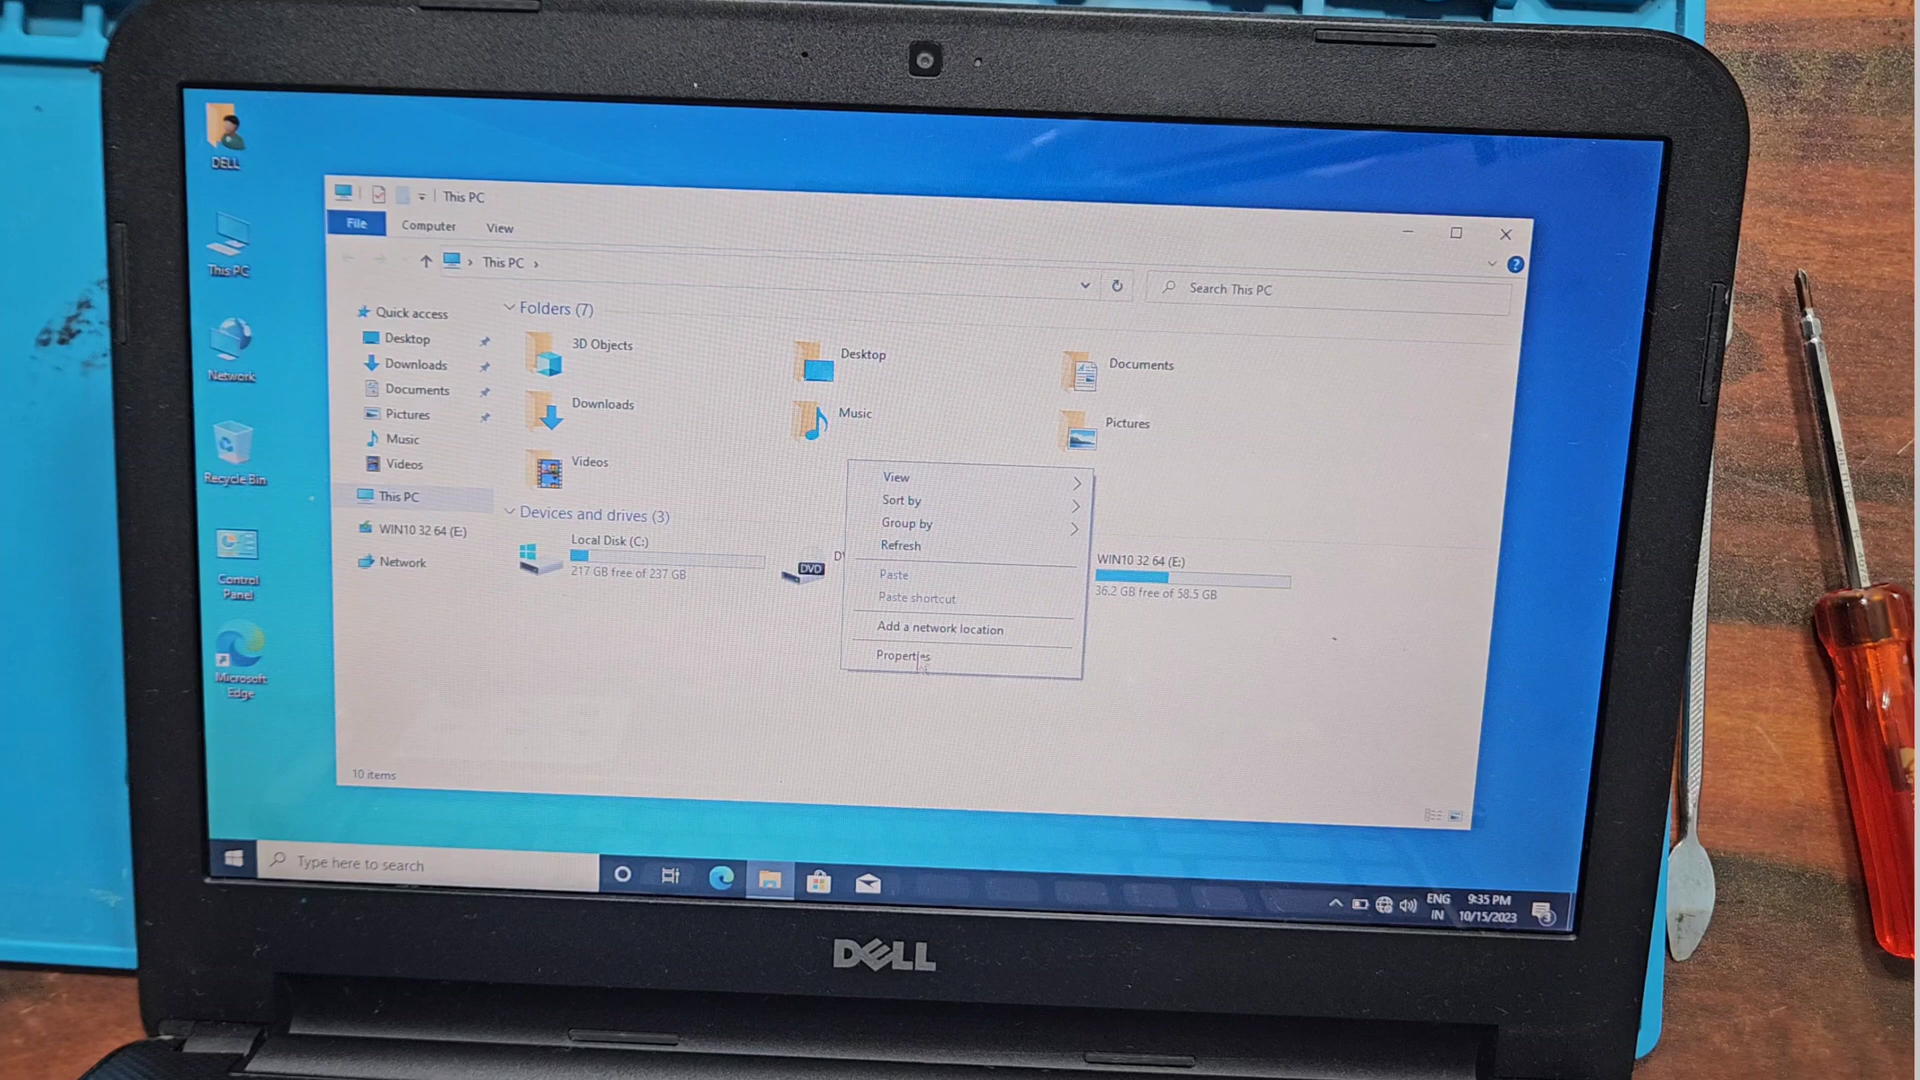 DELL
This PC
Network
Recycle Bin
Control
Panel
Microsoft
Edge
This PC
File
Computer
View
This PC
Search This PC
Quick access
Desktop
Downloads
Documents
Pictures
Music
Videos
This PC
WIN10 32 64 (E:)
Network
Folders (7)
3D Objects
Desktop
Documents
Downloads
Music
Pictures
Videos
Devices and drives (3)
Local Disk (C:)
217 GB free of 237 GB
DVD
WIN10 32 64 (E:)
36.2 GB free of 58.5 GB
View
Sort by
Group by
Refresh
Paste
Paste shortcut
Add a network location
Properties
10 items
Type here to search
ENG
IN
9:35 PM
10/15/2023
3
DELL